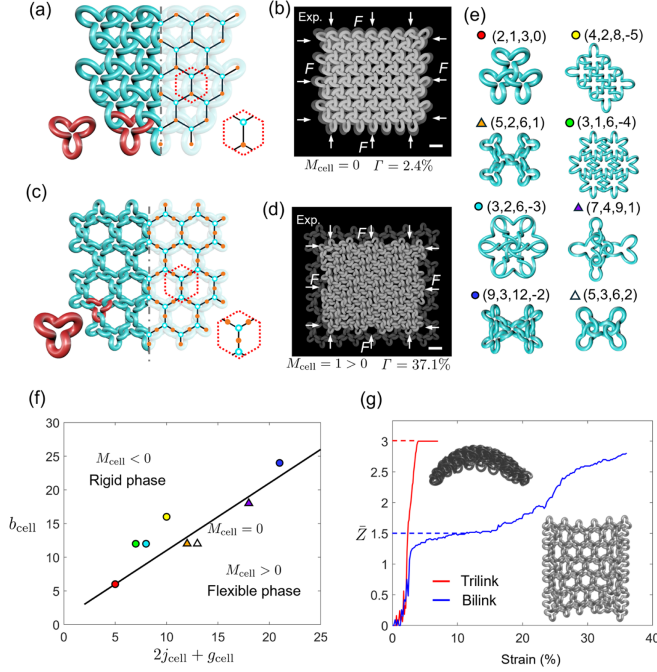 (a)
(b)
Exp.
F
F
F
F
M_cell = 0 Γ = 2.4%
(c)
(d)
Exp.
F
F
F
F
M_cell = 1 > 0 Γ = 37.1%
(e)
(2,1,3,0) (4,2,8,-5)
(5,2,6,1) (3,1,6,-4)
(3,2,6,-3) (7,4,9,1)
(9,3,12,-2) (5,3,6,2)
(f)
30
25
20
15
10
5
0
b_cell
M_cell < 0
Rigid phase
M_cell = 0
M_cell > 0
Flexible phase
5 10 15 20 25
2j_cell + g_cell
(g)
3
2.5
2
1.5
1
0.5
0
Z̄
Trilink
Bilink
0 10 20 30 40
Strain (%)